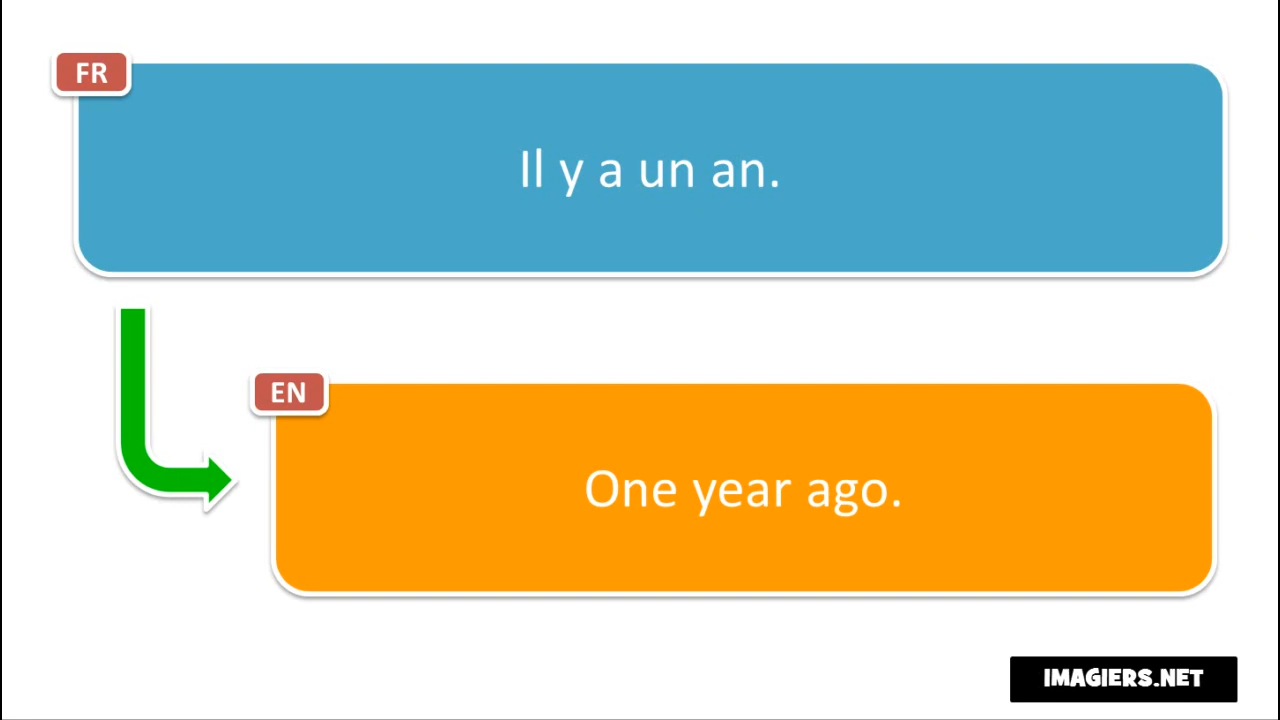 FR
Il y a un an.
EN
One year ago.
IMAGIERS.NET